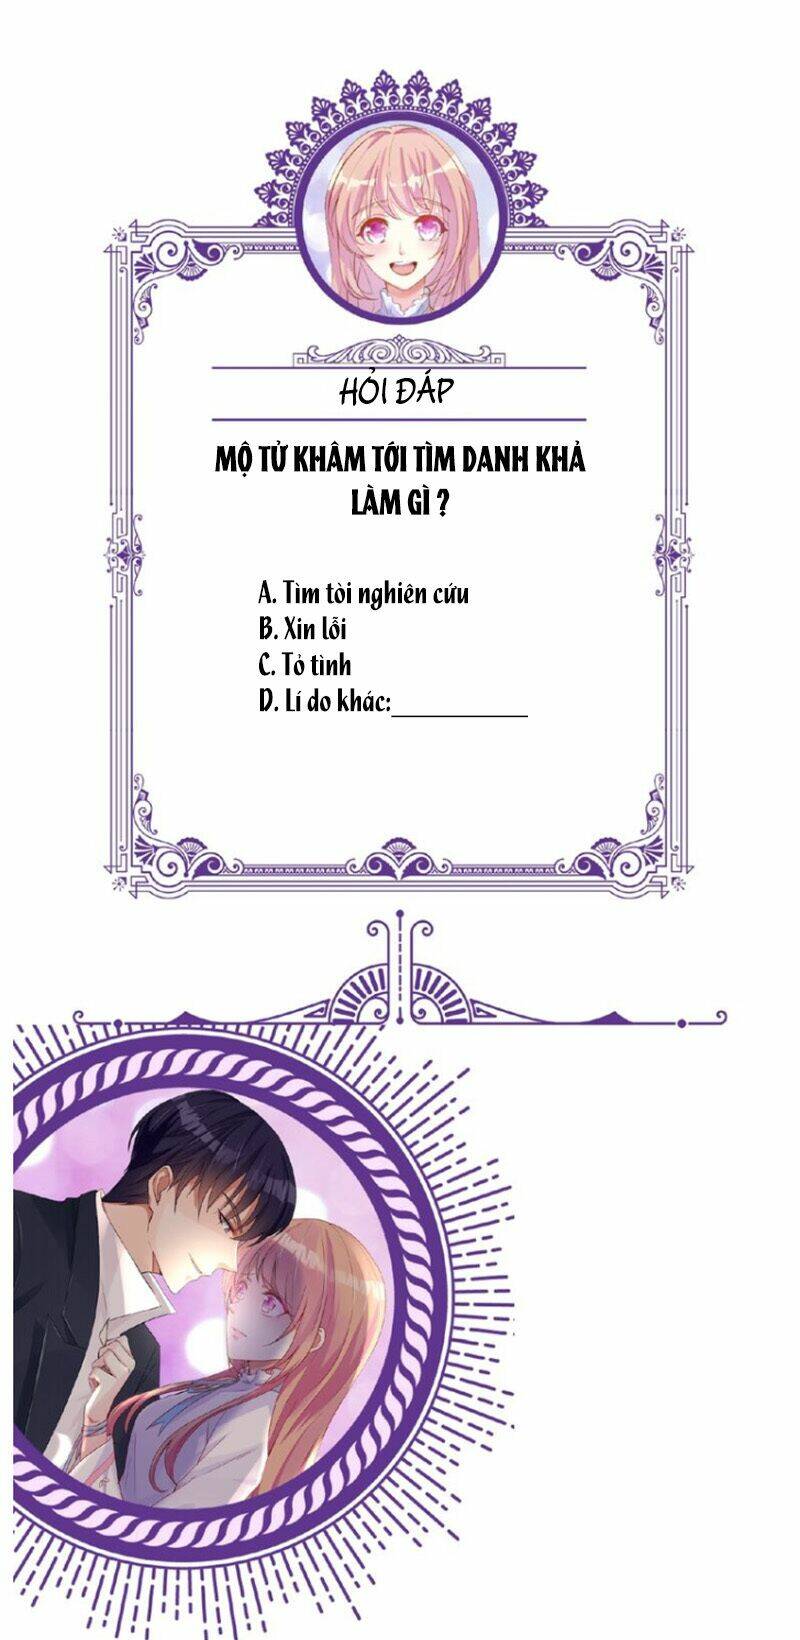 HỎI ĐÁP
MỘ TỬ KHÂM TỚI TÌM DANH KHẢ
LÀM GÌ ?
A. Tìm tòi nghiên cứu
B. Xin lỗi
C. Tỏ tình
D. Lí do khác:__________